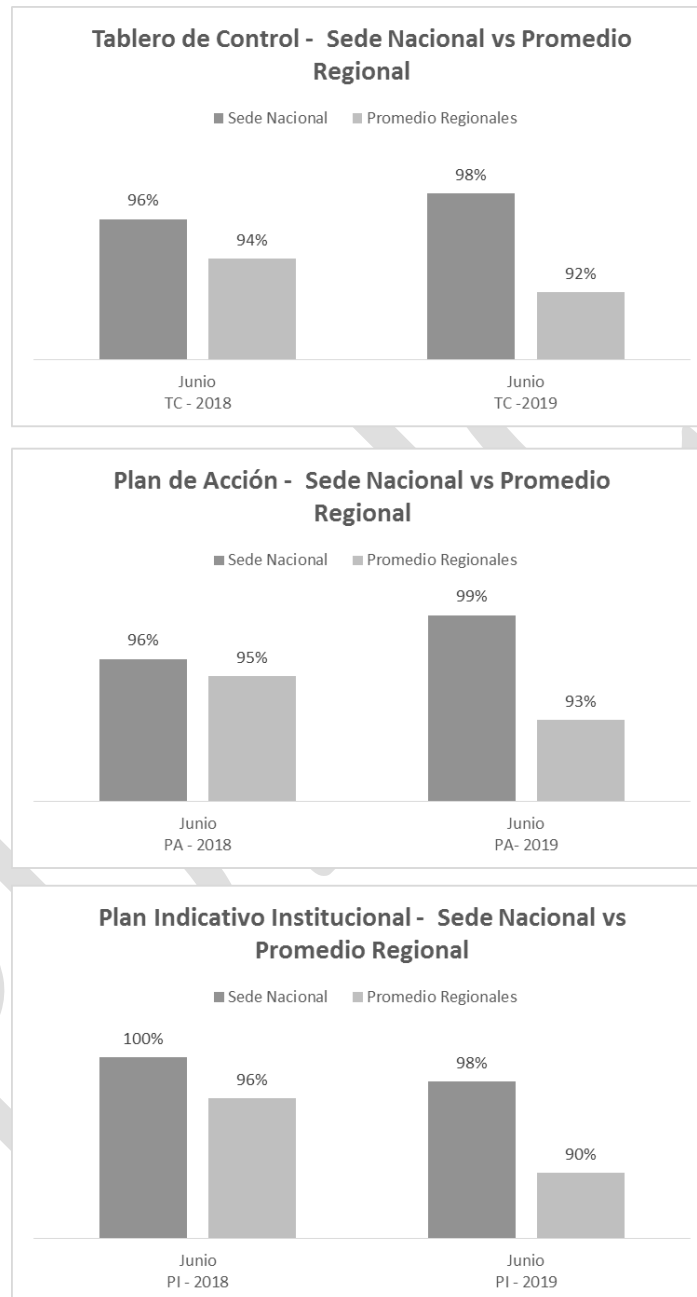 Tablero de Control - Sede Nacional vs Promedio
Regional
Sede Nacional Promedio Regionales
98%
96%
94%
92%
Junio Junio
TC - 2018 TC -2019
Plan de Acción - Sede Nacional vs Promedio
Regional
Sede Nacional Promedio Regionales
99%
96%
95%
93%
Junio Junio
PA - 2018 PA- 2019
Plan Indicativo Institucional - Sede Nacional vs
Promedio Regional
Sede Nacional Promedio Regionales
100%
98%
96%
90%
Junio Junio
PI - 2018 PI - 2019